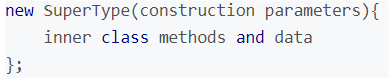 new SuperType(construction parameters){
    inner class methods and data
};